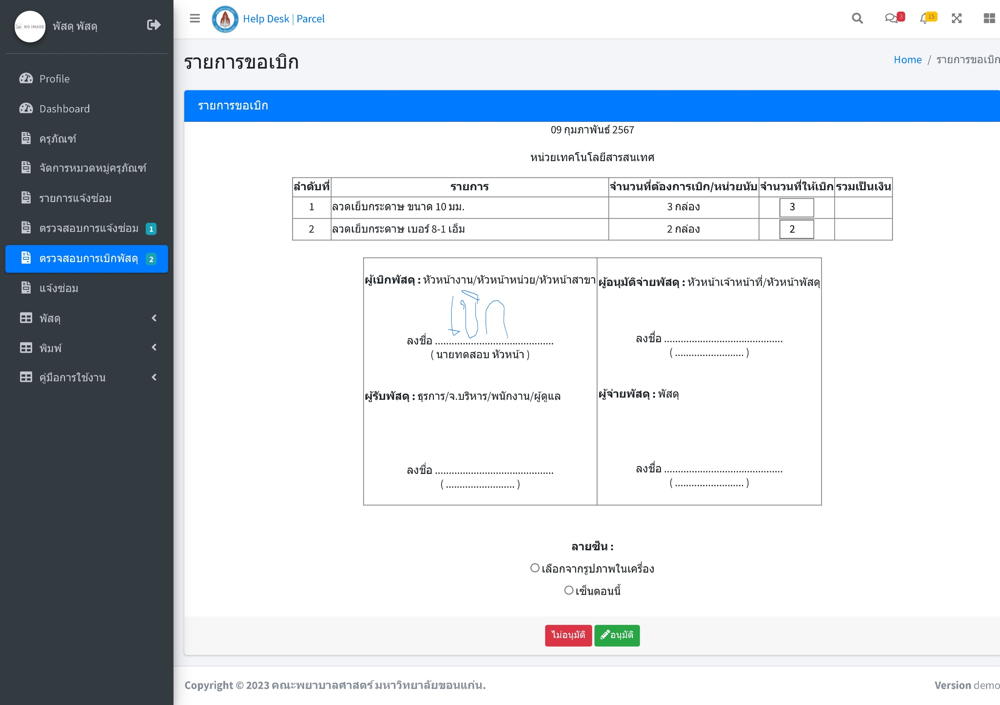 NO IMAGE
พัสดุ พัสดุ
Profile
Dashboard
ครุภัณฑ์
จัดการหมวดหมู่ครุภัณฑ์
รายการแจ้งซ่อม
ตรวจสอบการแจ้งซ่อม 1
ตรวจสอบการเบิกพัสดุ 2
แจ้งซ่อม
พัสดุ
พิมพ์
คู่มือการใช้งาน
Help Desk | Parcel
3
15
รายการขอเบิก
Home / รายการขอเบิก
รายการขอเบิก
09 กุมภาพันธ์ 2567
หน่วยเทคโนโลยีสารสนเทศ
ลำดับที่ รายการ จำนวนที่ต้องการเบิก/หน่วยนับ จำนวนที่ให้เบิก รวมเป็นเงิน
1 ลวดเย็บกระดาษ ขนาด 10 มม. 3 กล่อง 3
2 ลวดเย็บกระดาษ เบอร์ 8-1 เอ็ม 2 กล่อง 2
ผู้เบิกพัสดุ : หัวหน้างาน/หัวหน้าหน่วย/หัวหน้าสาขา
เบิก
ลงชื่อ ...........................................
( นายทดสอบ หัวหน้า )
ผู้อนุมัติจ่ายพัสดุ : หัวหน้าเจ้าหน้าที่/หัวหน้าพัสดุ
ลงชื่อ ...........................................
( ......................... )
ผู้รับพัสดุ : ธุรการ/จ.บริหาร/พนักงาน/ผู้ดูแล
ลงชื่อ ...........................................
( ......................... )
ผู้จ่ายพัสดุ : พัสดุ
ลงชื่อ ...........................................
( ......................... )
ลายซ็น :
เลือกจากรูปภาพในเครื่อง
เซ็นตอนนี้
ไม่อนุมัติ
อนุมัติ
Copyright © 2023 คณะพยาบาลศาสตร์ มหาวิทยาลัยขอนแก่น.
Version demo